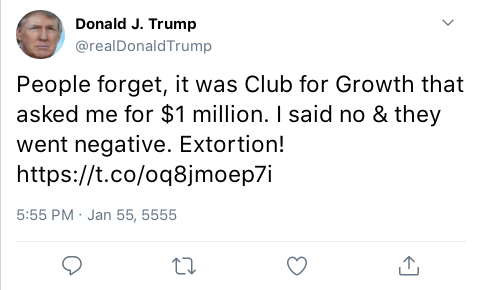 Donald J. Trump
@realDonaldTrump
People forget, it was Club for Growth that
asked me for $1 million. I said no & they
went negative. Extortion!
https://t.co/oq8jmoep7i
5:55 PM · Jan 55, 5555